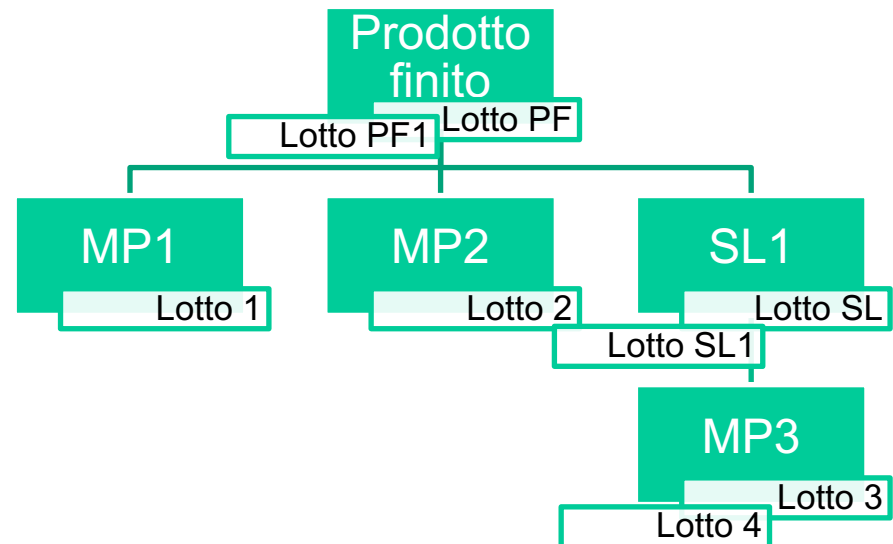 Prodotto
finito
Lotto PF
Lotto PF1
MP1
MP2
SL1
Lotto 1
Lotto 2
Lotto SL
Lotto SL1
MP3
Lotto 3
Lotto 4